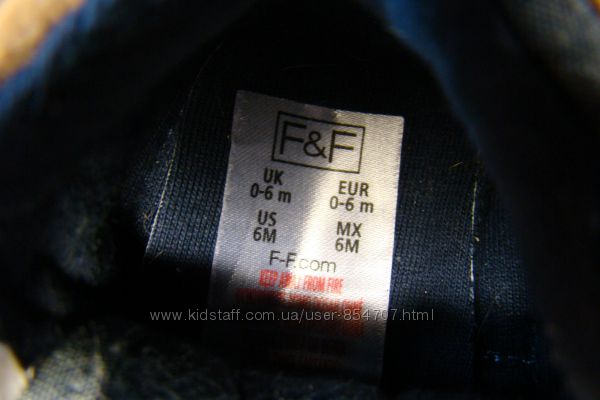 F&F
UK EUR
0-6 m 0-6 m
US MX
6M 6M
F-F.com
KEEP AWAY FROM FIRE
www.kidstaff.com.ua/user-854707.html